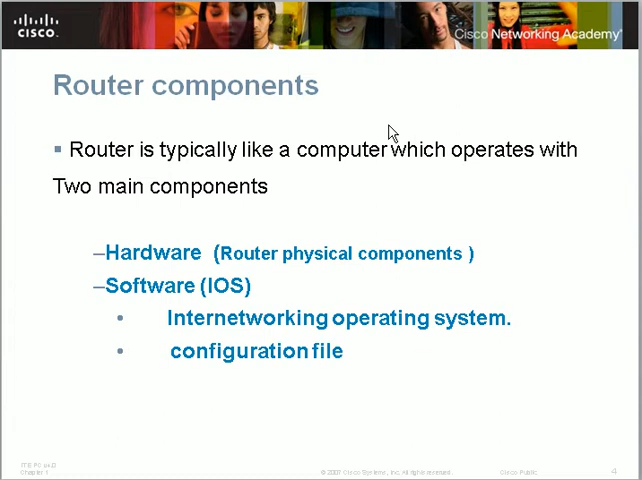 CISCO.
Cisco Networking Academy®
Router components
Router is typically like a computer which operates with
Two main components
–Hardware (Router physical components )
–Software (IOS)
• Internetworking operating system.
• configuration file
Chapter 1
© 2007 Cisco Systems, Inc. All rights reserved.
Cisco Public
4